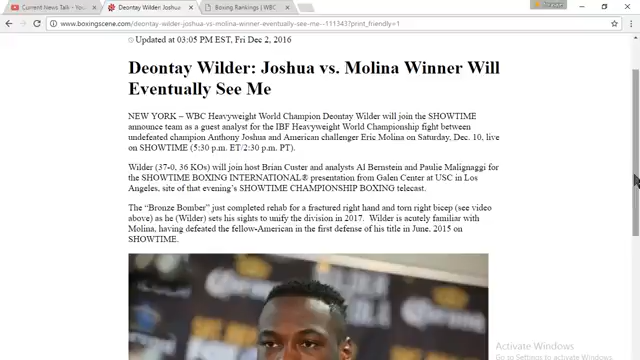 Current News Talk - Yo
Deontay Wilder: Joshua
Boxing Rankings | WBC
www.boxingscene.com/deontay-wilder-joshua-vs-molina-winner-eventually-see-me--111343?print_friendly=1
Updated at 03:05 PM EST, Fri Dec 2, 2016
Deontay Wilder: Joshua vs. Molina Winner Will
Eventually See Me
NEW YORK – WBC Heavyweight World Champion Deontay Wilder will join the SHOWTIME
announce team as a guest analyst for the IBF Heavyweight World Championship fight between
undefeated champion Anthony Joshua and American challenger Eric Molina on Saturday, Dec. 10, live
on SHOWTIME (5:30 p.m. ET/2:30 p.m. PT).
Wilder (37-0, 36 KOs) will join host Brian Custer and analysts Al Bernstein and Paulie Malignaggi for
the SHOWTIME BOXING INTERNATIONAL® presentation from Galen Center at USC in Los
Angeles, site of that evening's SHOWTIME CHAMPIONSHIP BOXING telecast.
The "Bronze Bomber" just completed rehab for a fractured right hand and torn right bicep (see video
above) as he (Wilder) sets his sights to unify the division in 2017. Wilder is acutely familiar with
Molina, having defeated the fellow-American in the first defense of his title in June, 2015 on
SHOWTIME.
Activate Windows
Go to Settings to activate Windows.